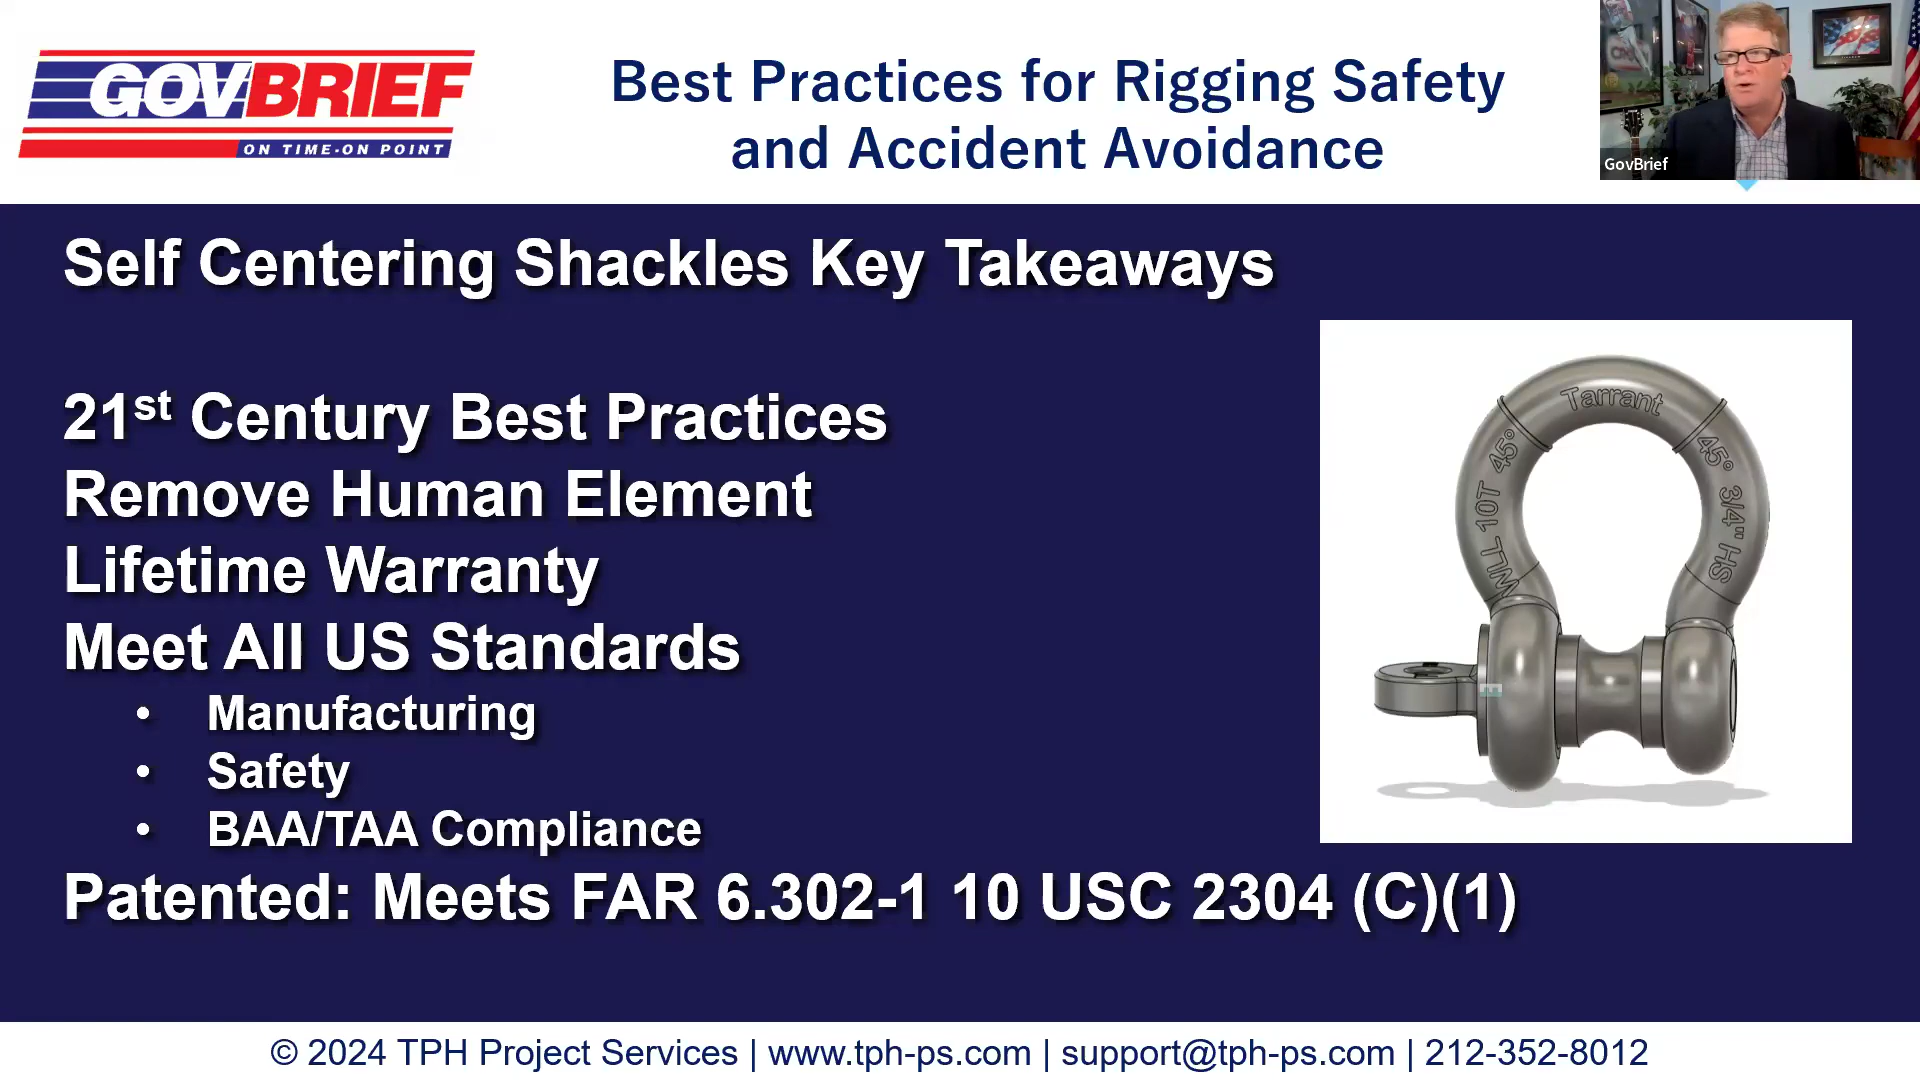 GOVBRIEF
ON TIME-ON POINT
Best Practices for Rigging Safety
and Accident Avoidance
GovBrief
Self Centering Shackles Key Takeaways
21st Century Best Practices
Remove Human Element
Lifetime Warranty
Meet All US Standards
• Manufacturing
• Safety
• BAA/TAA Compliance
Patented: Meets FAR 6.302-1 10 USC 2304 (C)(1)
Tarrant
WLL 10T 45°
45° 3/4" HS
© 2024 TPH Project Services | www.tph-ps.com | support@tph-ps.com | 212-352-8012